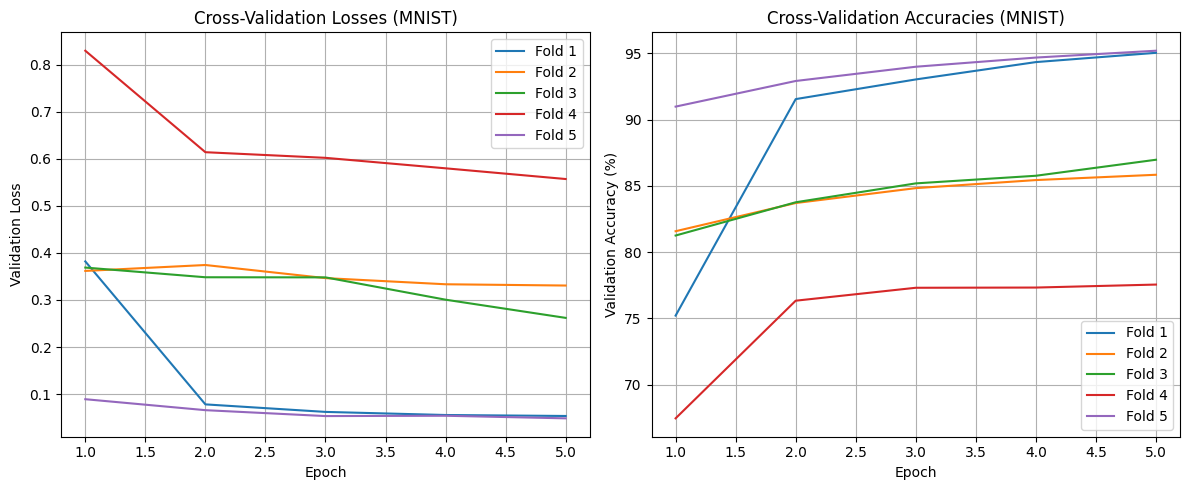 Cross-Validation Losses (MNIST)
Validation Loss
0.8
0.7
0.6
0.5
0.4
0.3
0.2
0.1
Fold 1
Fold 2
Fold 3
Fold 4
Fold 5
1.0 1.5 2.0 2.5 3.0 3.5 4.0 4.5 5.0
Epoch
Cross-Validation Accuracies (MNIST)
Validation Accuracy (%)
95
90
85
80
75
70
Fold 1
Fold 2
Fold 3
Fold 4
Fold 5
1.0 1.5 2.0 2.5 3.0 3.5 4.0 4.5 5.0
Epoch